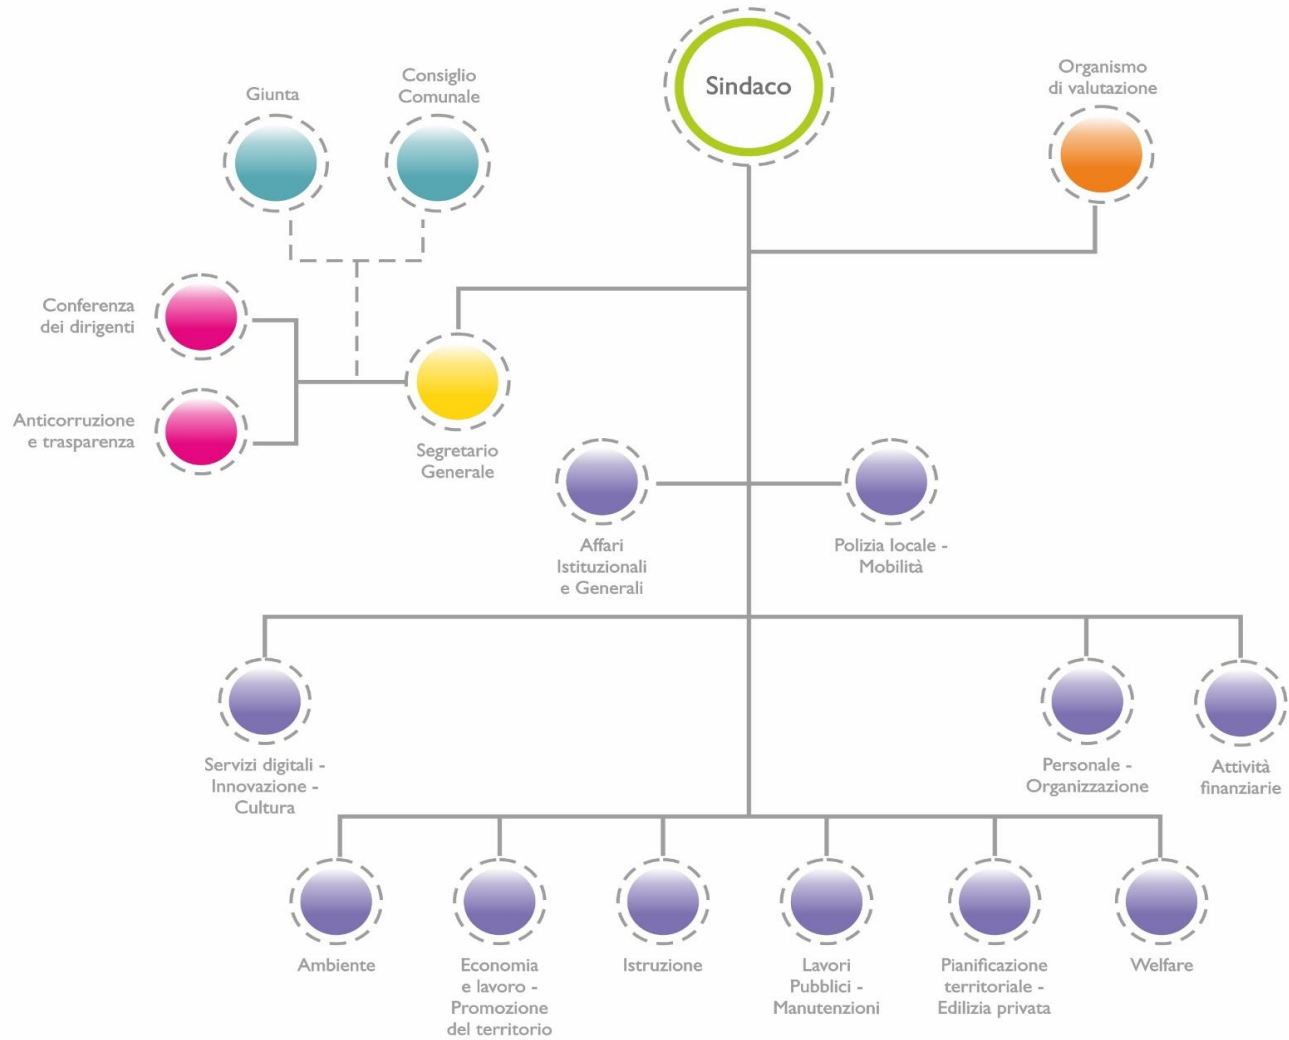 Sindaco
Giunta
Consiglio
Comunale
Organismo
di valutazione
Conferenza
dei dirigenti
Anticorruzione
e trasparenza
Segretario
Generale
Affari
Istituzionali
e Generali
Polizia locale -
Mobilità
Servizi digitali -
Innovazione -
Cultura
Personale -
Organizzazione
Attività
finanziarie
Ambiente
Economia
e lavoro -
Promozione
del territorio
Istruzione
Lavori
Pubblici -
Manutenzioni
Pianificazione
territoriale -
Edilizia privata
Welfare